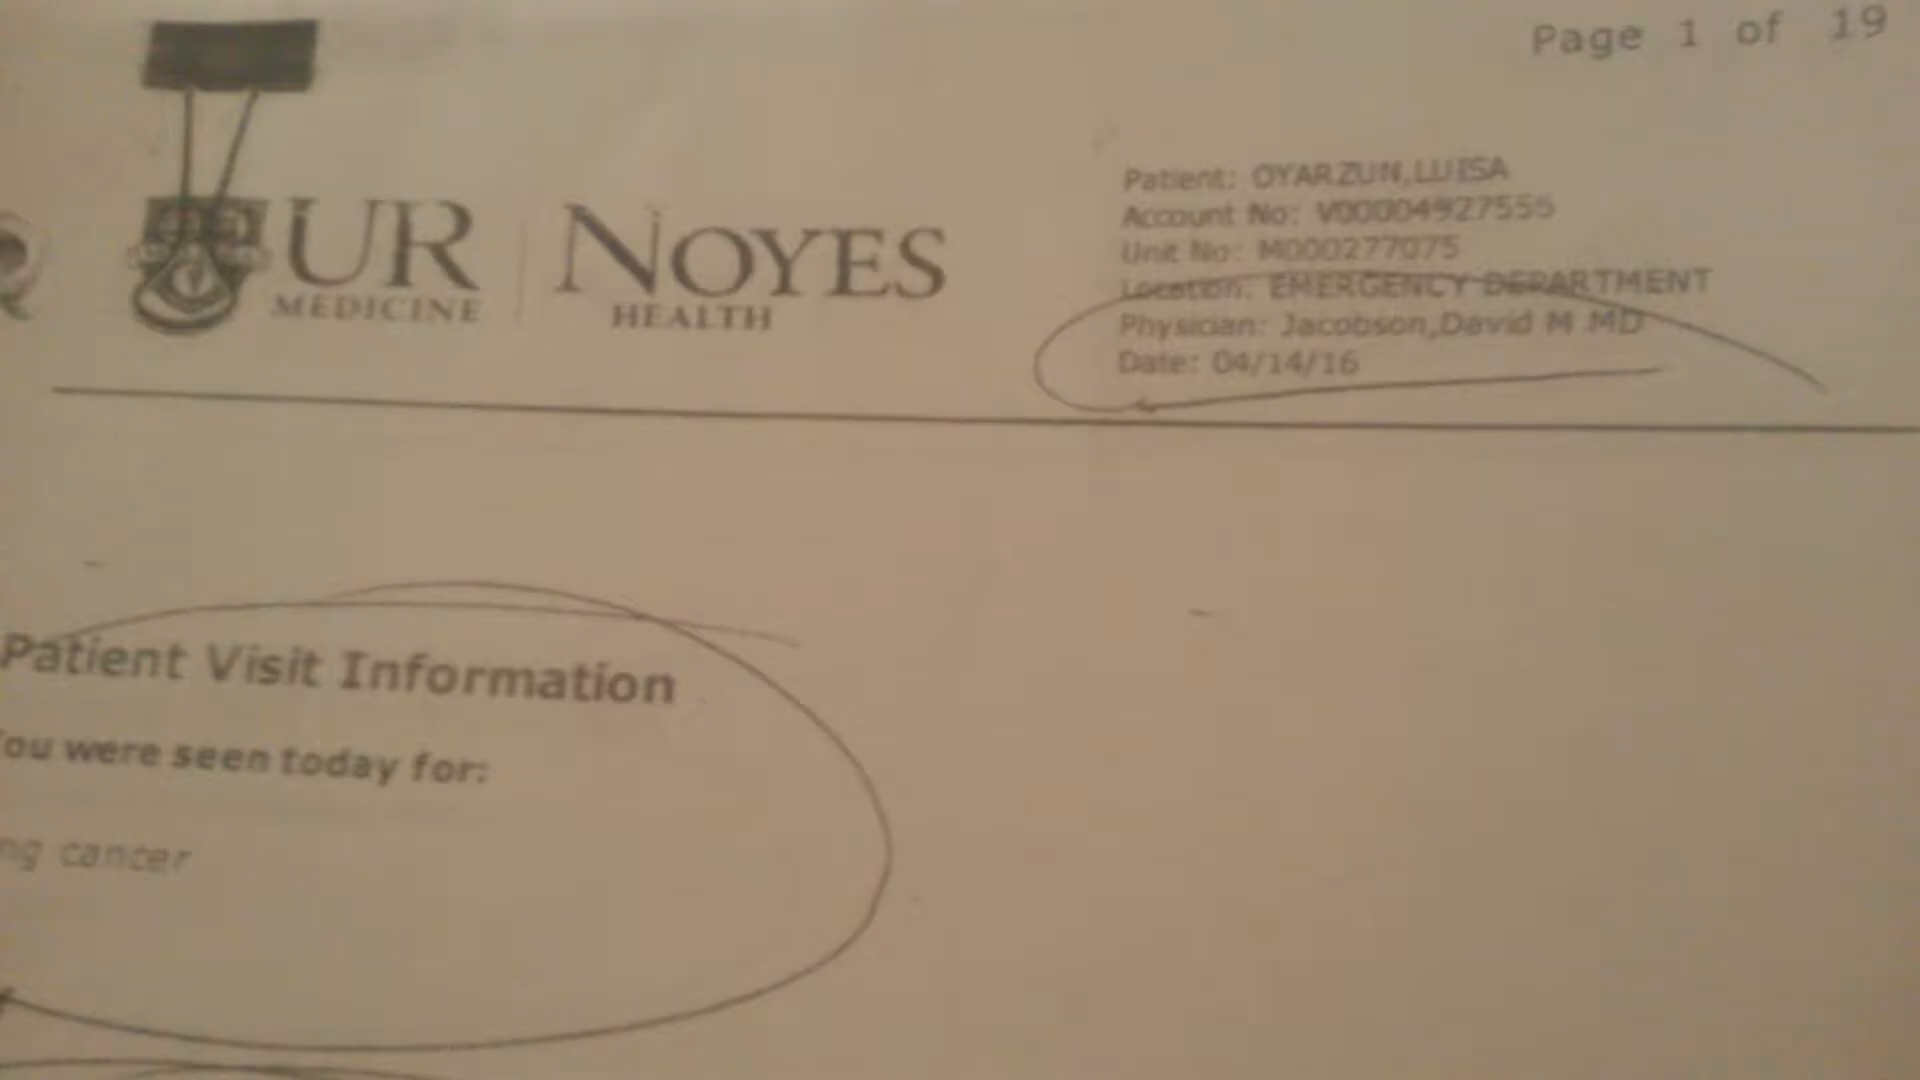 Page 1 of 19
UR MEDICINE
NOYES HEALTH
Patient: OYARZUN,LUISA
Account No: V00004927555
Unit No: M000277075
Location: EMERGENCY DEPARTMENT
Physician: Jacobson,David M MD
Date: 04/14/16
Patient Visit Information
You were seen today for:
ng cancer